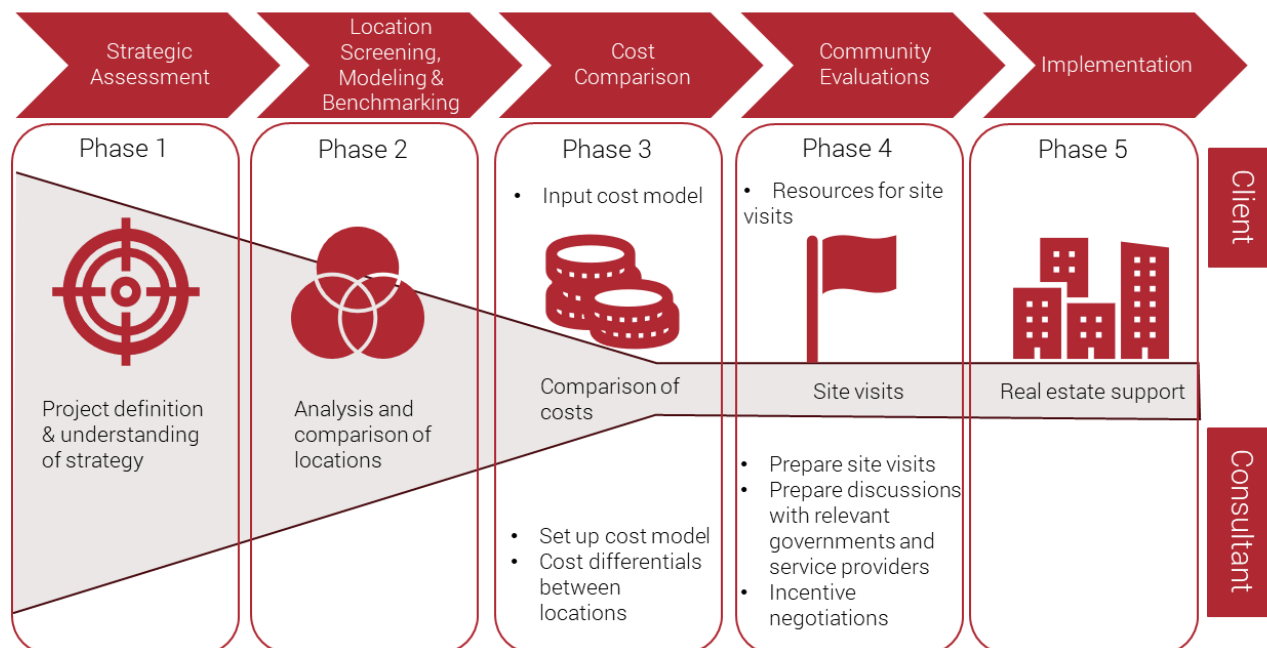 Strategic
Assessment
Location
Screening,
Modeling &
Benchmarking
Cost
Comparison
Community
Evaluations
Implementation
Phase 1
Phase 2
Phase 3
Phase 4
Phase 5
• Input cost model
• Resources for site
visits
Client
Project definition
& understanding
of strategy
Analysis and
comparison of
locations
Comparison of
costs
Site visits
Real estate support
• Set up cost model
• Cost differentials
between
locations
• Prepare site visits
• Prepare discussions
with relevant
governments and
service providers
• Incentive
negotiations
Consultant